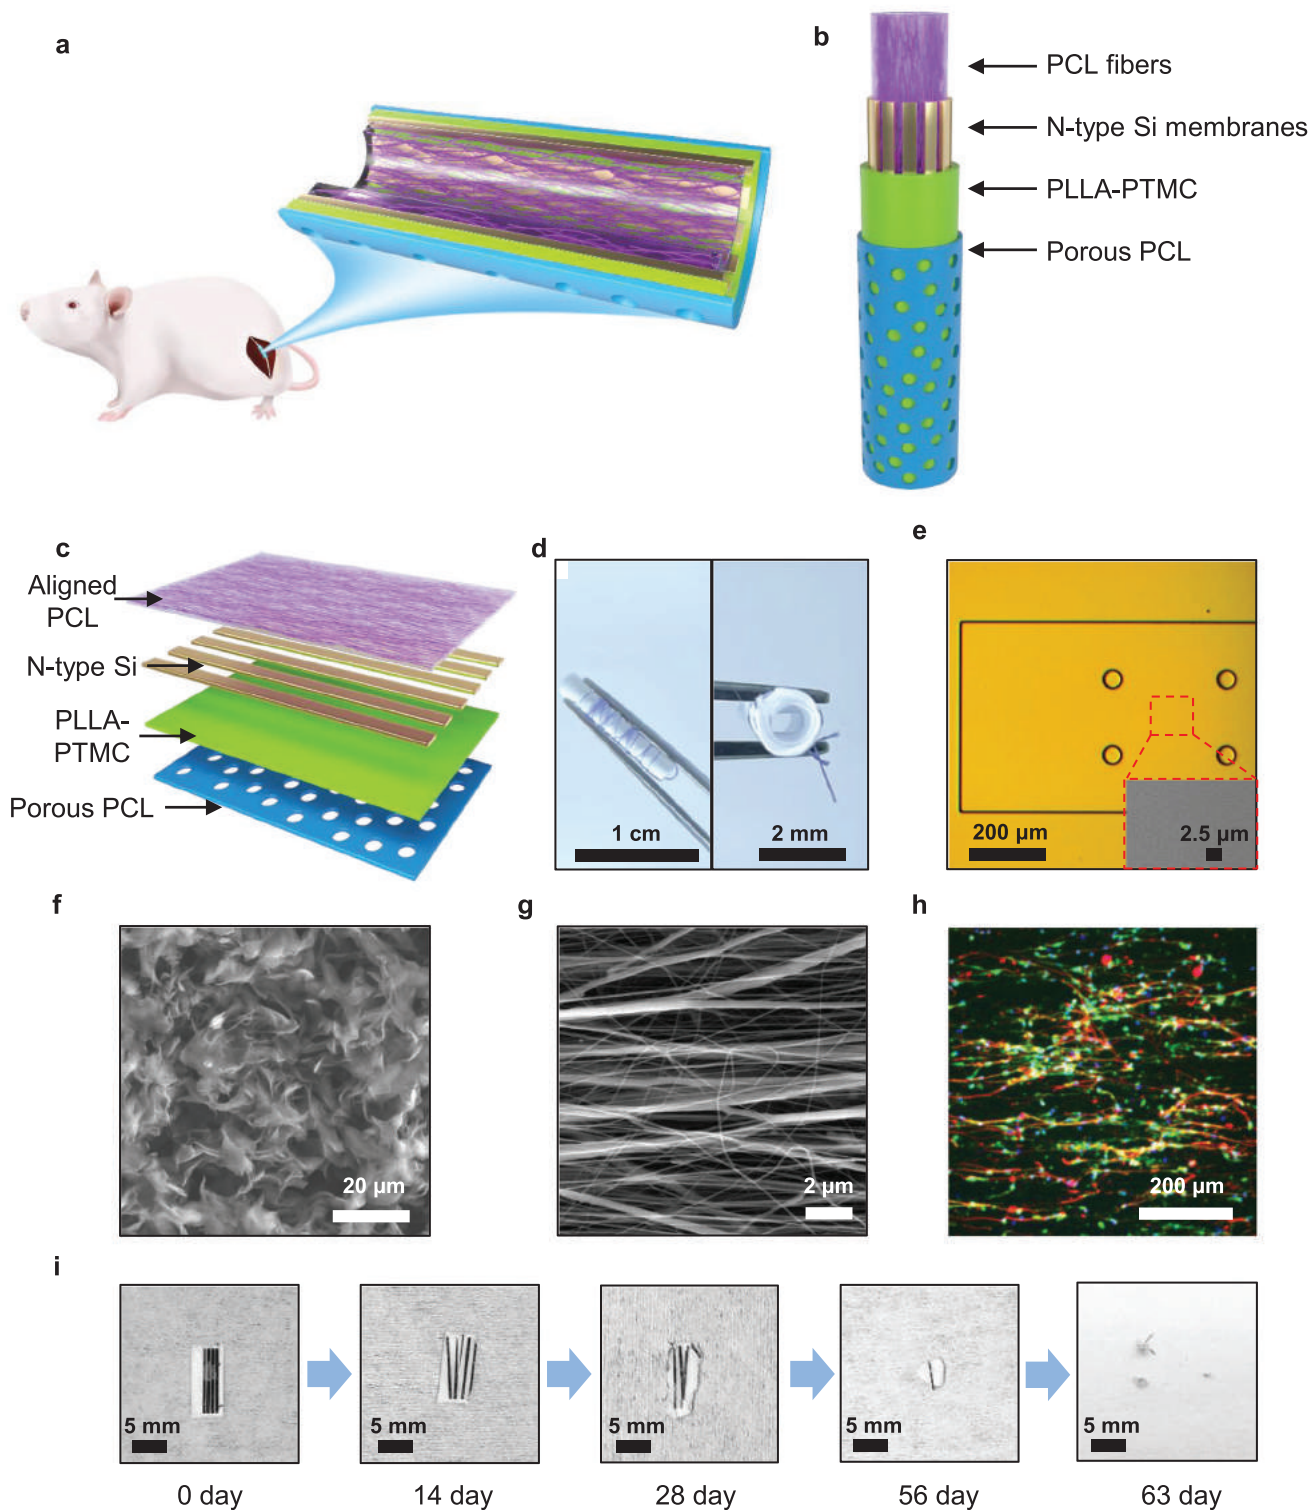 a
b
PCL fibers
N-type Si membranes
PLLA-PTMC
Porous PCL
c
Aligned
PCL
N-type Si
PLLA-
PTMC
Porous PCL
d
1 cm
2 mm
e
200 µm
2.5 µm
f
20 µm
g
2 µm
h
200 µm
i
5 mm
5 mm
5 mm
5 mm
5 mm
0 day
14 day
28 day
56 day
63 day